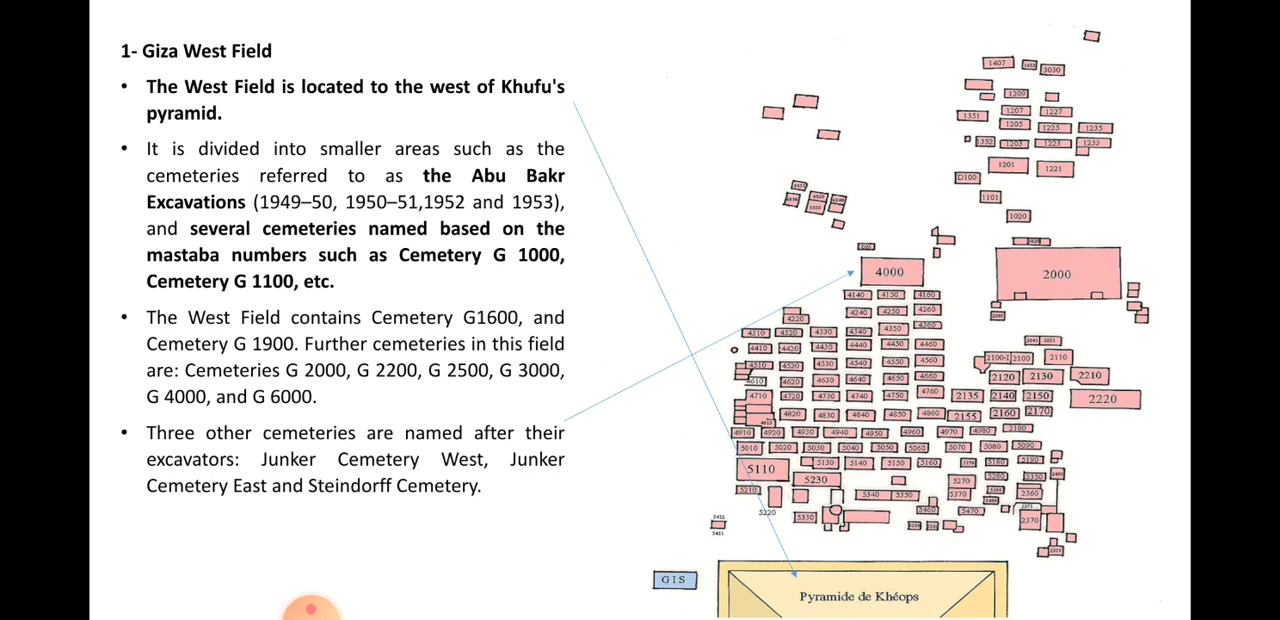 1- Giza West Field
• The West Field is located to the west of Khufu's
pyramid.
• It is divided into smaller areas such as the
cemeteries referred to as the Abu Bakr
Excavations (1949–50, 1950–51,1952 and 1953),
and several cemeteries named based on the
mastaba numbers such as Cemetery G 1000,
Cemetery G 1100, etc.
• The West Field contains Cemetery G1600, and
Cemetery G 1900. Further cemeteries in this field
are: Cemeteries G 2000, G 2200, G 2500, G 3000,
G 4000, and G 6000.
• Three other cemeteries are named after their
excavators: Junker Cemetery West, Junker
Cemetery East and Steindorff Cemetery.
1407 3030
1209
1351 1207 1227
1205 1225 1235
1352 1203 1223 1233
1201 1221
D100
1101
1020
4000 2000
4140 4150 4160
4240 4250 4260
4220
4310 4320 4330 4340 4350 4360
4410 4420 4430 4440 4450 4460
2100-I 2100 2110
4510 4520 4530 4540 4550 4560
4610 4620 4630 4640 4650 4660 2120 2130 2210
4710 4720 4730 4740 4750 4760 2135 2140 2150 2220
4820 4830 4840 4850 4860 2155 2160 2170
4910 4920 4930 4940 4950 4960 4970 4980 2180
5010 5020 5030 5040 5050 5060 5070 5080 5090
5110 5130 5140 5150 5160 5180 5190
5230 5270
5210 5340 5350 5370 2360
5220 5330 5460 5470 2370
GIS
Pyramide de Khéops